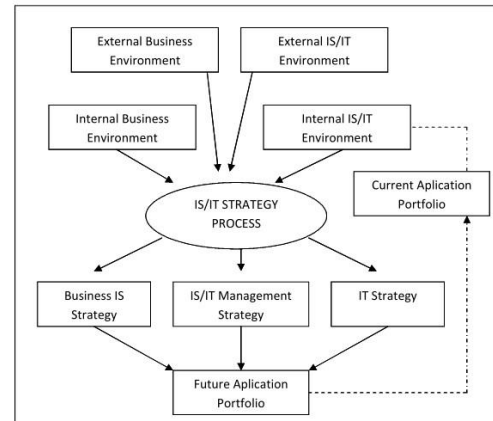 External Business
Environment
External IS/IT
Environment
Internal Business
Environment
Internal IS/IT
Environment
IS/IT STRATEGY
PROCESS
Current Aplication
Portfolio
Business IS
Strategy
IS/IT Management
Strategy
IT Strategy
Future Aplication
Portfolio